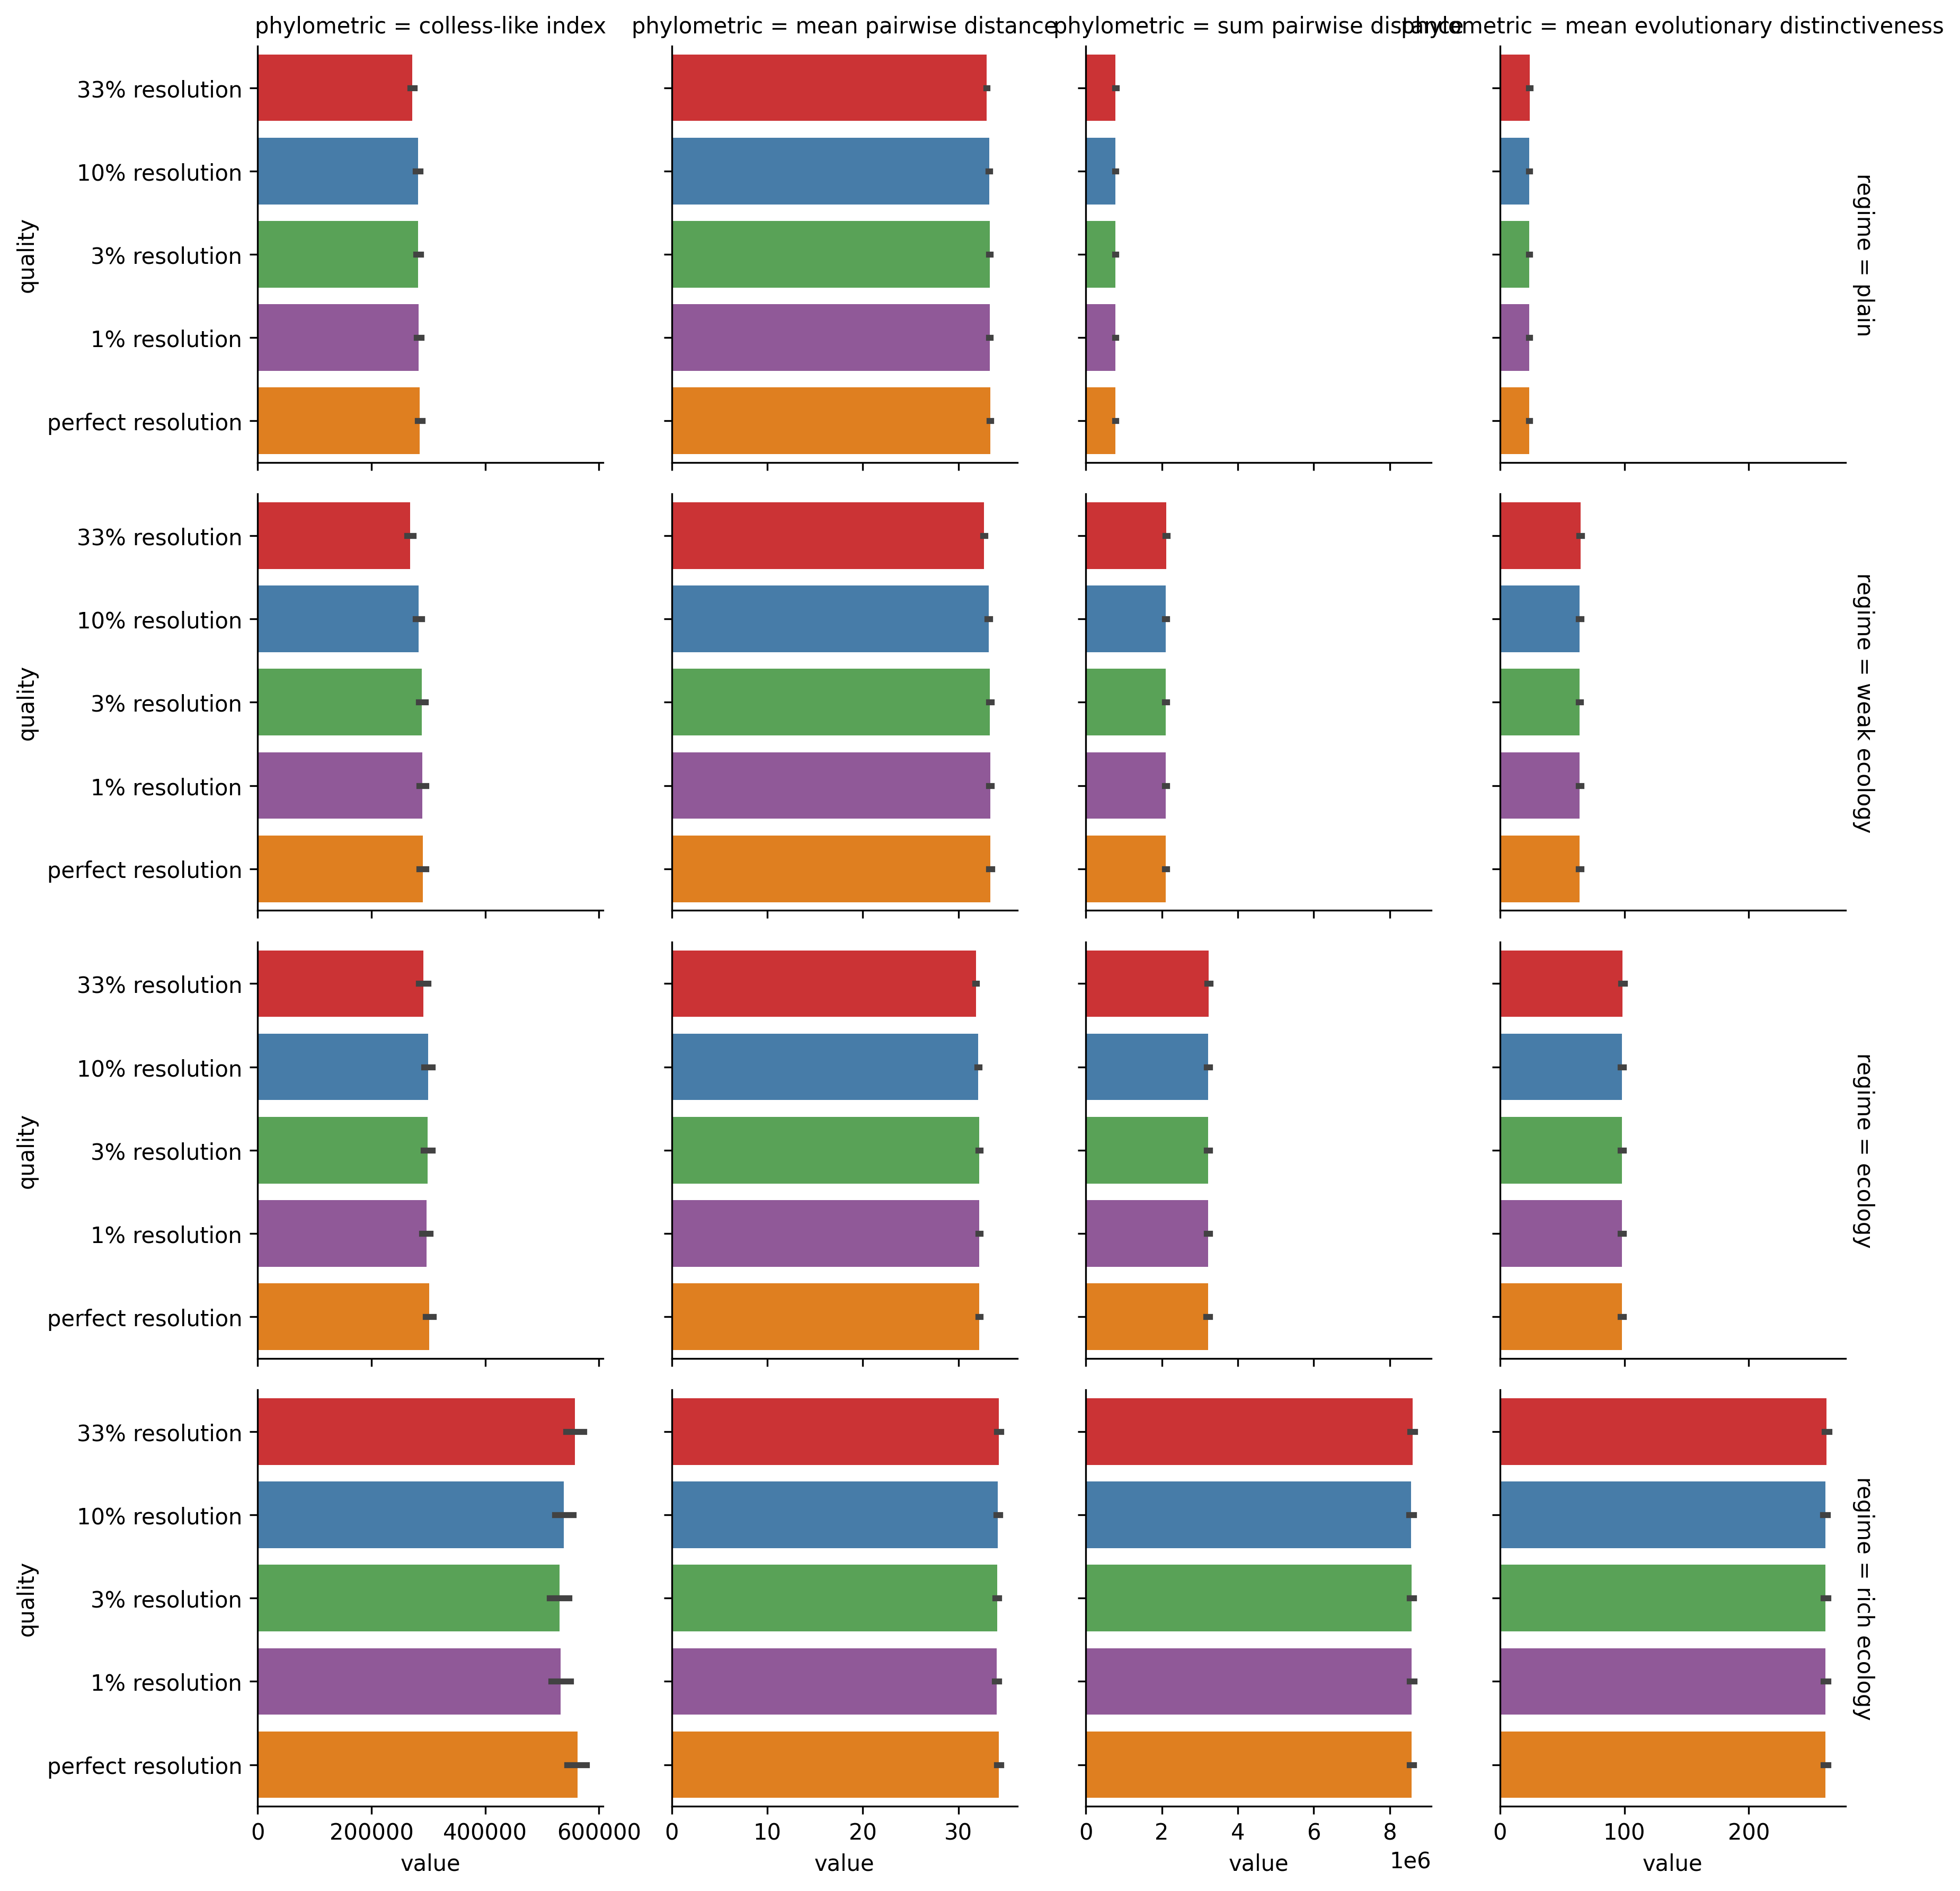 phylometric = colless-like index
phylometric = mean pairwise distance
phylometric = sum pairwise distance
phylometric = mean evolutionary distinctiveness
33% resolution
10% resolution
3% resolution
1% resolution
perfect resolution
quality
regime = plain
33% resolution
10% resolution
3% resolution
1% resolution
perfect resolution
quality
regime = weak ecology
33% resolution
10% resolution
3% resolution
1% resolution
perfect resolution
quality
regime = ecology
33% resolution
10% resolution
3% resolution
1% resolution
perfect resolution
quality
regime = rich ecology
0 200000 400000 600000
value
0 10 20 30
value
0 2 4 6 8
1e6
value
0 100 200
value